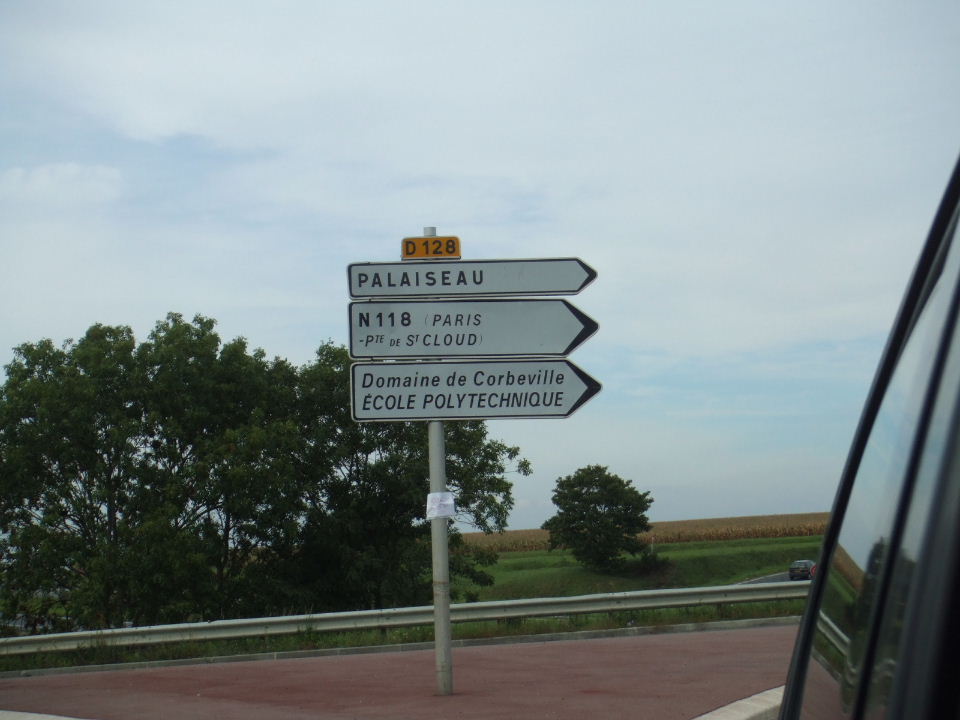 D 128
PALAISEAU
N118 (PARIS
-PTE DE ST CLOUD)
Domaine de Corbeville
ÉCOLE POLYTECHNIQUE